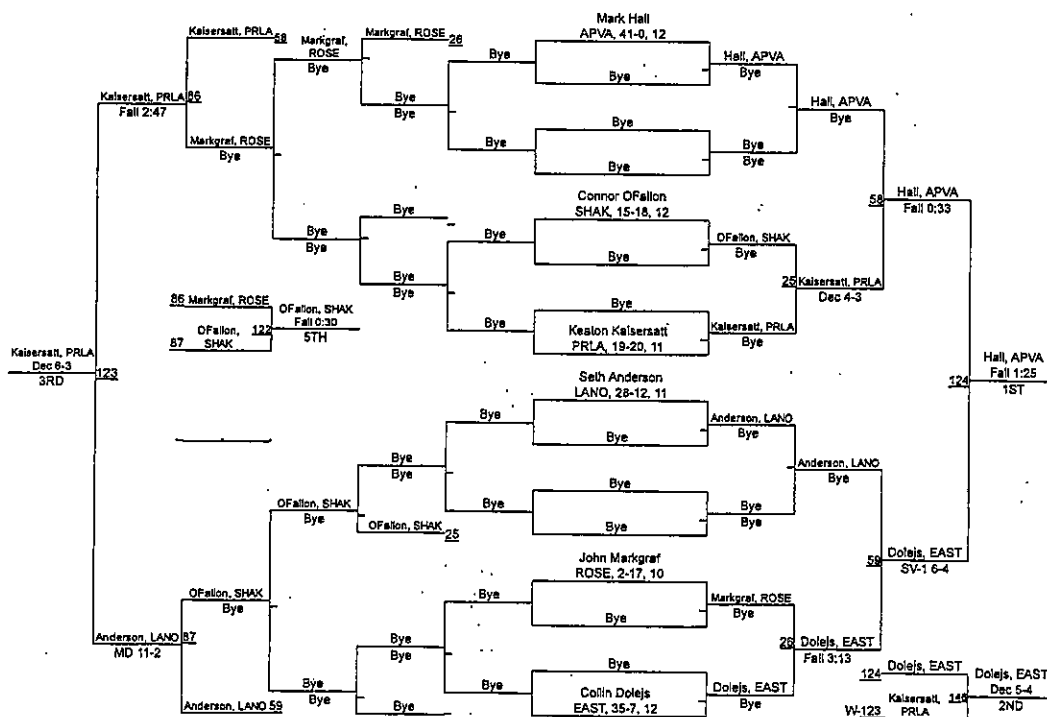 Mark Hall
APVA, 41-0, 12
Kaisersatt, PRLA 58
Markgraf, ROSE
Bye
Markgraf, ROSE 26
Bye
Bye
Hall, APVA
Bye
Kaisersatt, PRLA 86
Fall 2:47
Bye
Bye
Bye
Hall, APVA
Bye
Markgraf, ROSE
Bye
Bye
Bye
Bye
Bye
Bye
Connor OFallon
SHAK, 15-18, 12
58
Hall, APVA
Fall 0:33
Bye
Bye
Bye
Bye
OFallon, SHAK
Bye
Bye
Bye
Bye
Bye
25
Kaisersatt, PRLA
Dec 4-3
86 Markgraf, ROSE
OFallon, SHAK
Fall 0:30
5TH
122
OFallon,
SHAK
87
Bye
Kealon Kaisersatt
PRLA, 19-20, 11
Kaisersatt, PRLA
Bye
Kaisersatt, PRLA
Dec 6-3
3RD
123
Seth Anderson
LANO, 28-12, 11
124
Hall, APVA
Fall 1:25
1ST
Bye
Bye
Anderson, LANO
Bye
Bye
Bye
Bye
Anderson, LANO
Bye
OFallon, SHAK
Bye
Bye
Bye
Bye
Bye
OFallon, SHAK
25
John Markgraf
ROSE, 2-17, 10
59
Dolejs, EAST
SV-1 6-4
OFallon, SHAK
Bye
Bye
Bye
Markgraf, ROSE
Bye
Anderson, LANO 87
MD 11-2
Bye
Bye
26
Dolejs, EAST
Fall 3:13
Bye
Bye
Bye
Bye
Bye
Collin Dolejs
EAST, 35-7, 12
Dolejs, EAST
Bye
Anderson, LANO 59
Bye
124
Dolejs, EAST
Dolejs, EAST
Dec 5-4
2ND
Kaisersatt,
PRLA
W-123